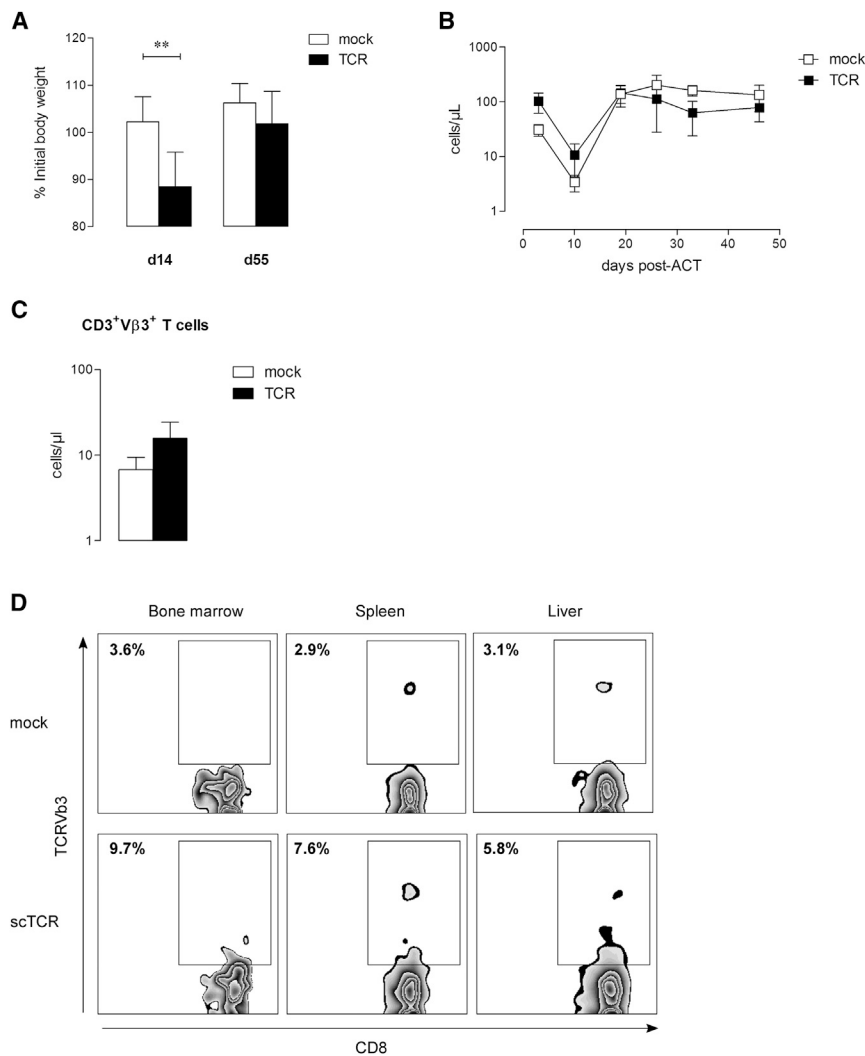 A
120
110
100
90
80
% Initial body weight
**
mock
TCR
d14
d55
B
1000
100
10
1
cells/μL
mock
TCR
0
10
20
30
40
50
days post-ACT
C
CD3⁺Vβ3⁺ T cells
100
10
1
cells/μl
mock
TCR
D
Bone marrow
Spleen
Liver
mock
3.6%
2.9%
3.1%
TCRVb3
scTCR
9.7%
7.6%
5.8%
CD8